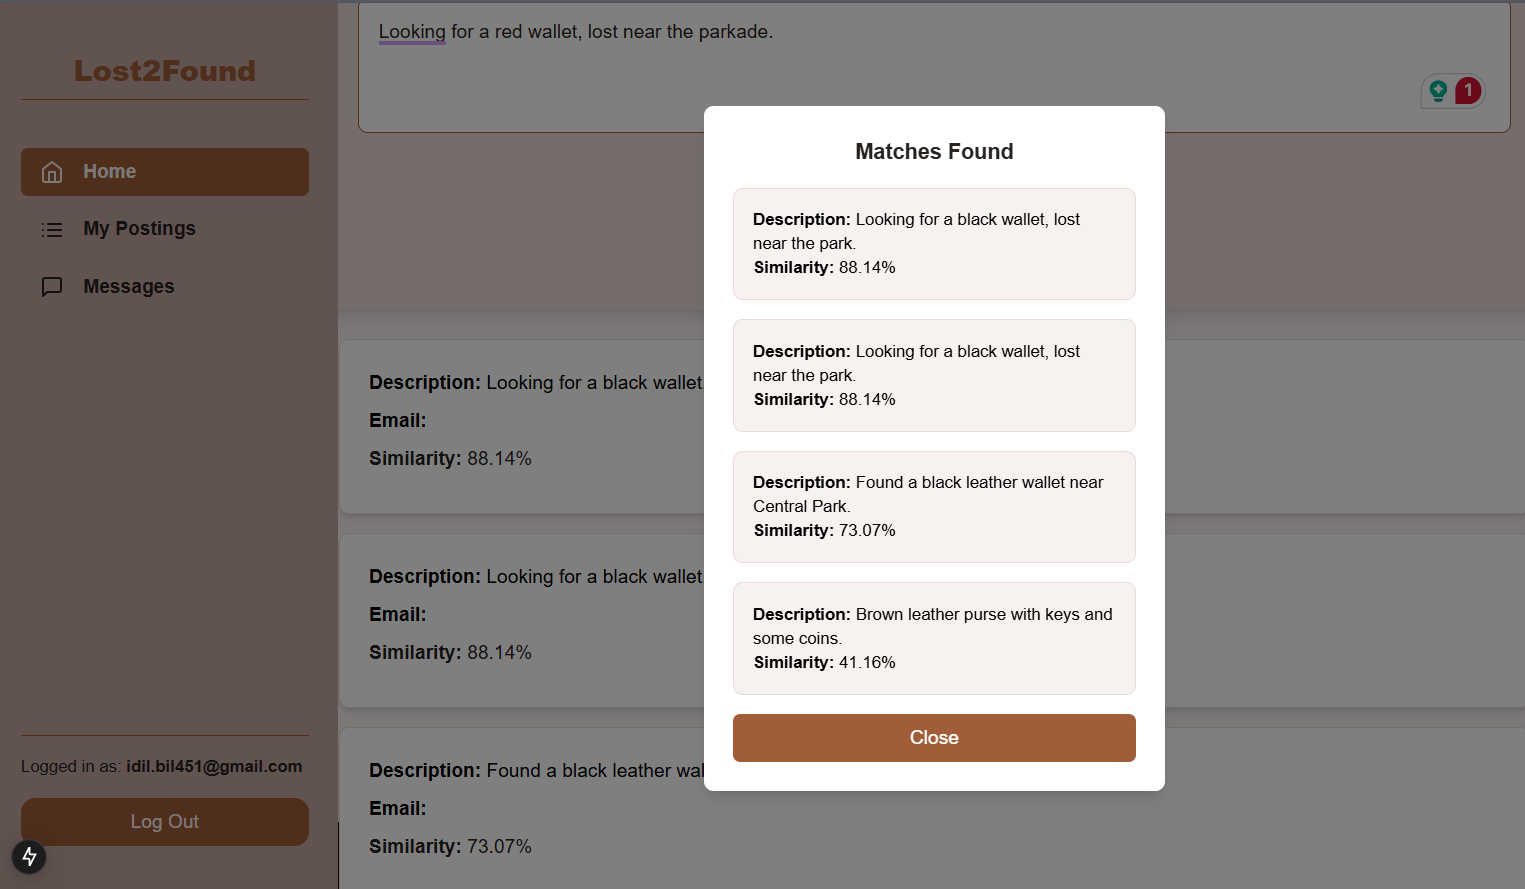 Lost2Found
Home
My Postings
Messages
Logged in as: idil.bil451@gmail.com
Log Out
Looking for a red wallet, lost near the parkade.
1
Description: Looking for a black wallet
Email:
Similarity: 88.14%
Description: Looking for a black wallet
Email:
Similarity: 88.14%
Description: Found a black leather wal
Email:
Similarity: 73.07%
Matches Found
Description: Looking for a black wallet, lost
near the park.
Similarity: 88.14%
Description: Looking for a black wallet, lost
near the park.
Similarity: 88.14%
Description: Found a black leather wallet near
Central Park.
Similarity: 73.07%
Description: Brown leather purse with keys and
some coins.
Similarity: 41.16%
Close